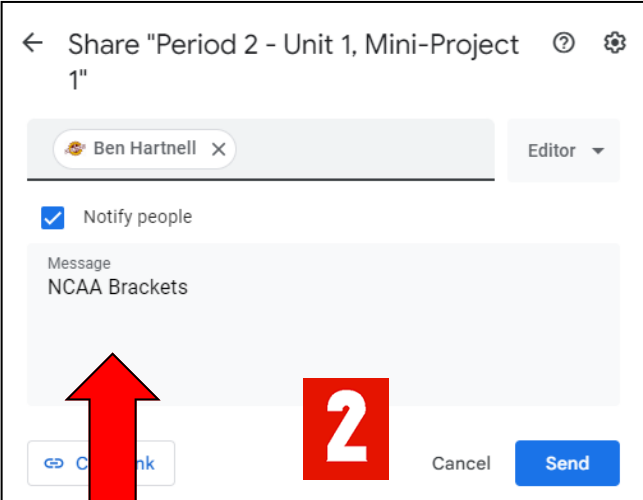 Share "Period 2 - Unit 1, Mini-Project
1"
Ben Hartnell
Editor
Notify people
Message
NCAA Brackets
2
Cancel Send